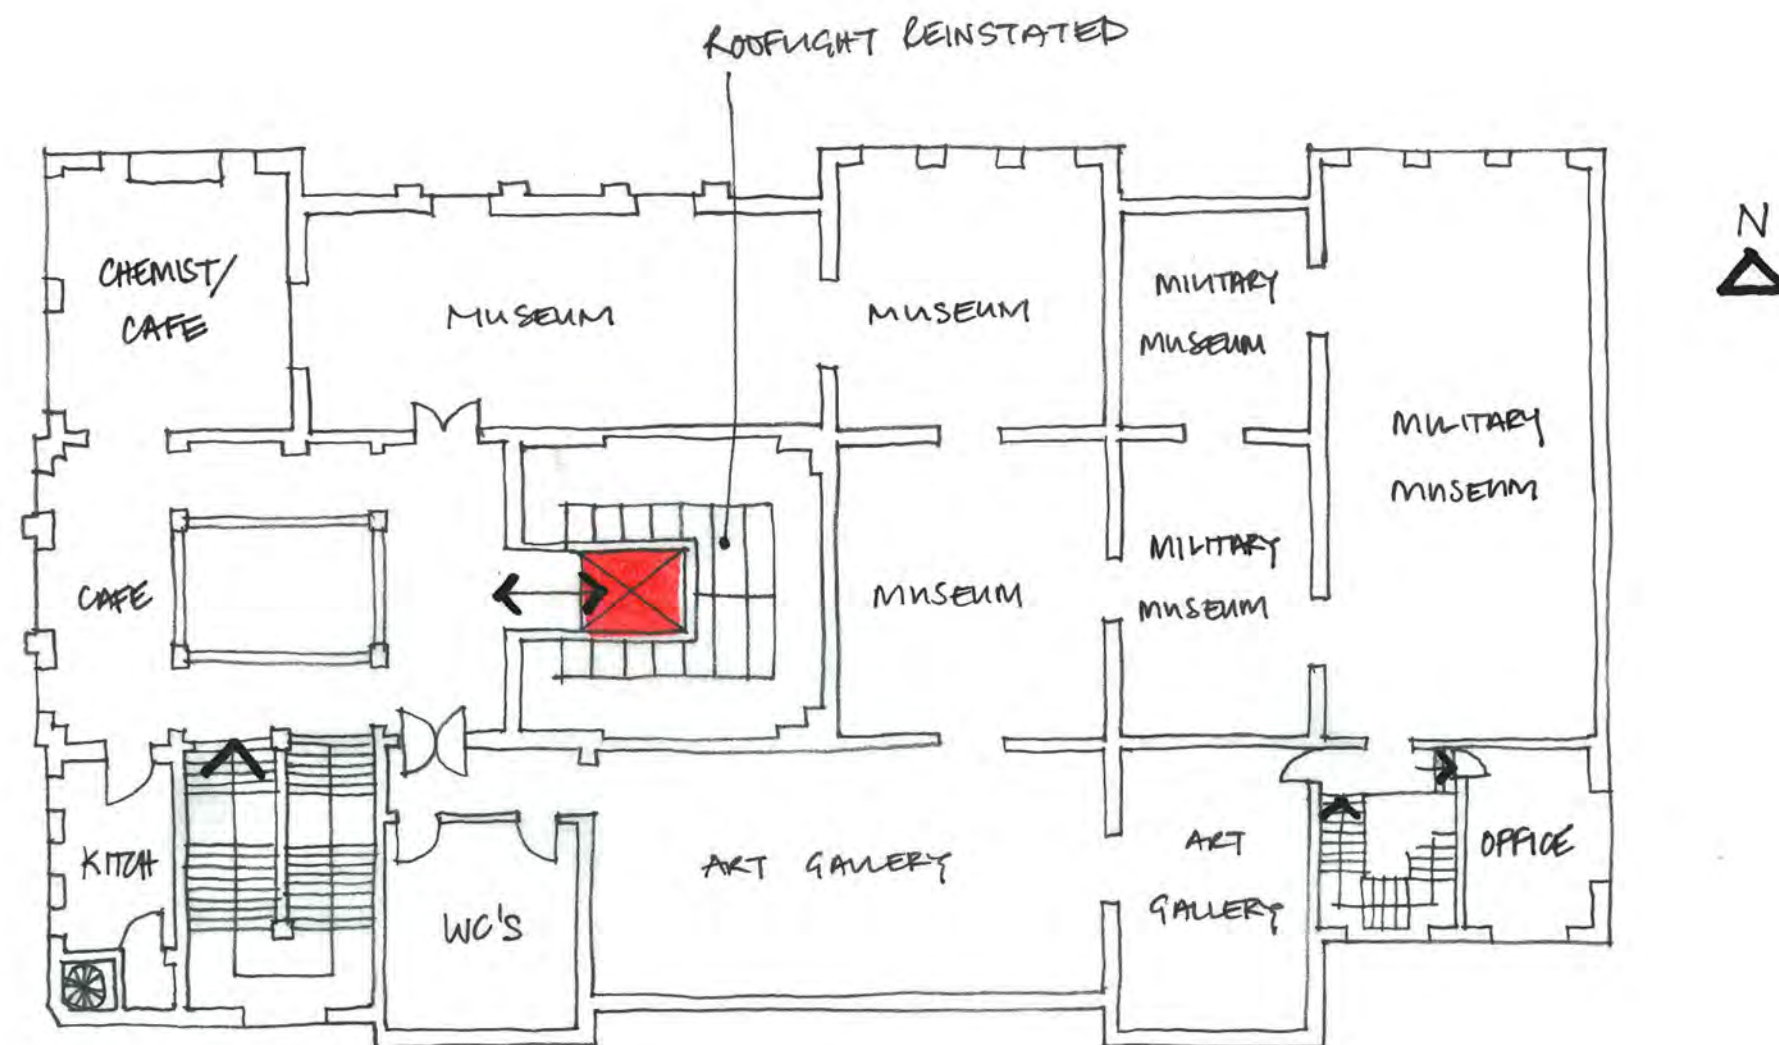 ROOFLIGHT REINSTATED
N
CHEMIST/
CAFE
MUSEUM
MUSEUM
MILITARY
MUSEUM
MILITARY
MUSEUM
CAFE
MUSEUM
MILITARY
MUSEUM
KITCH
WC'S
ART GALLERY
ART
GALLERY
OFFICE